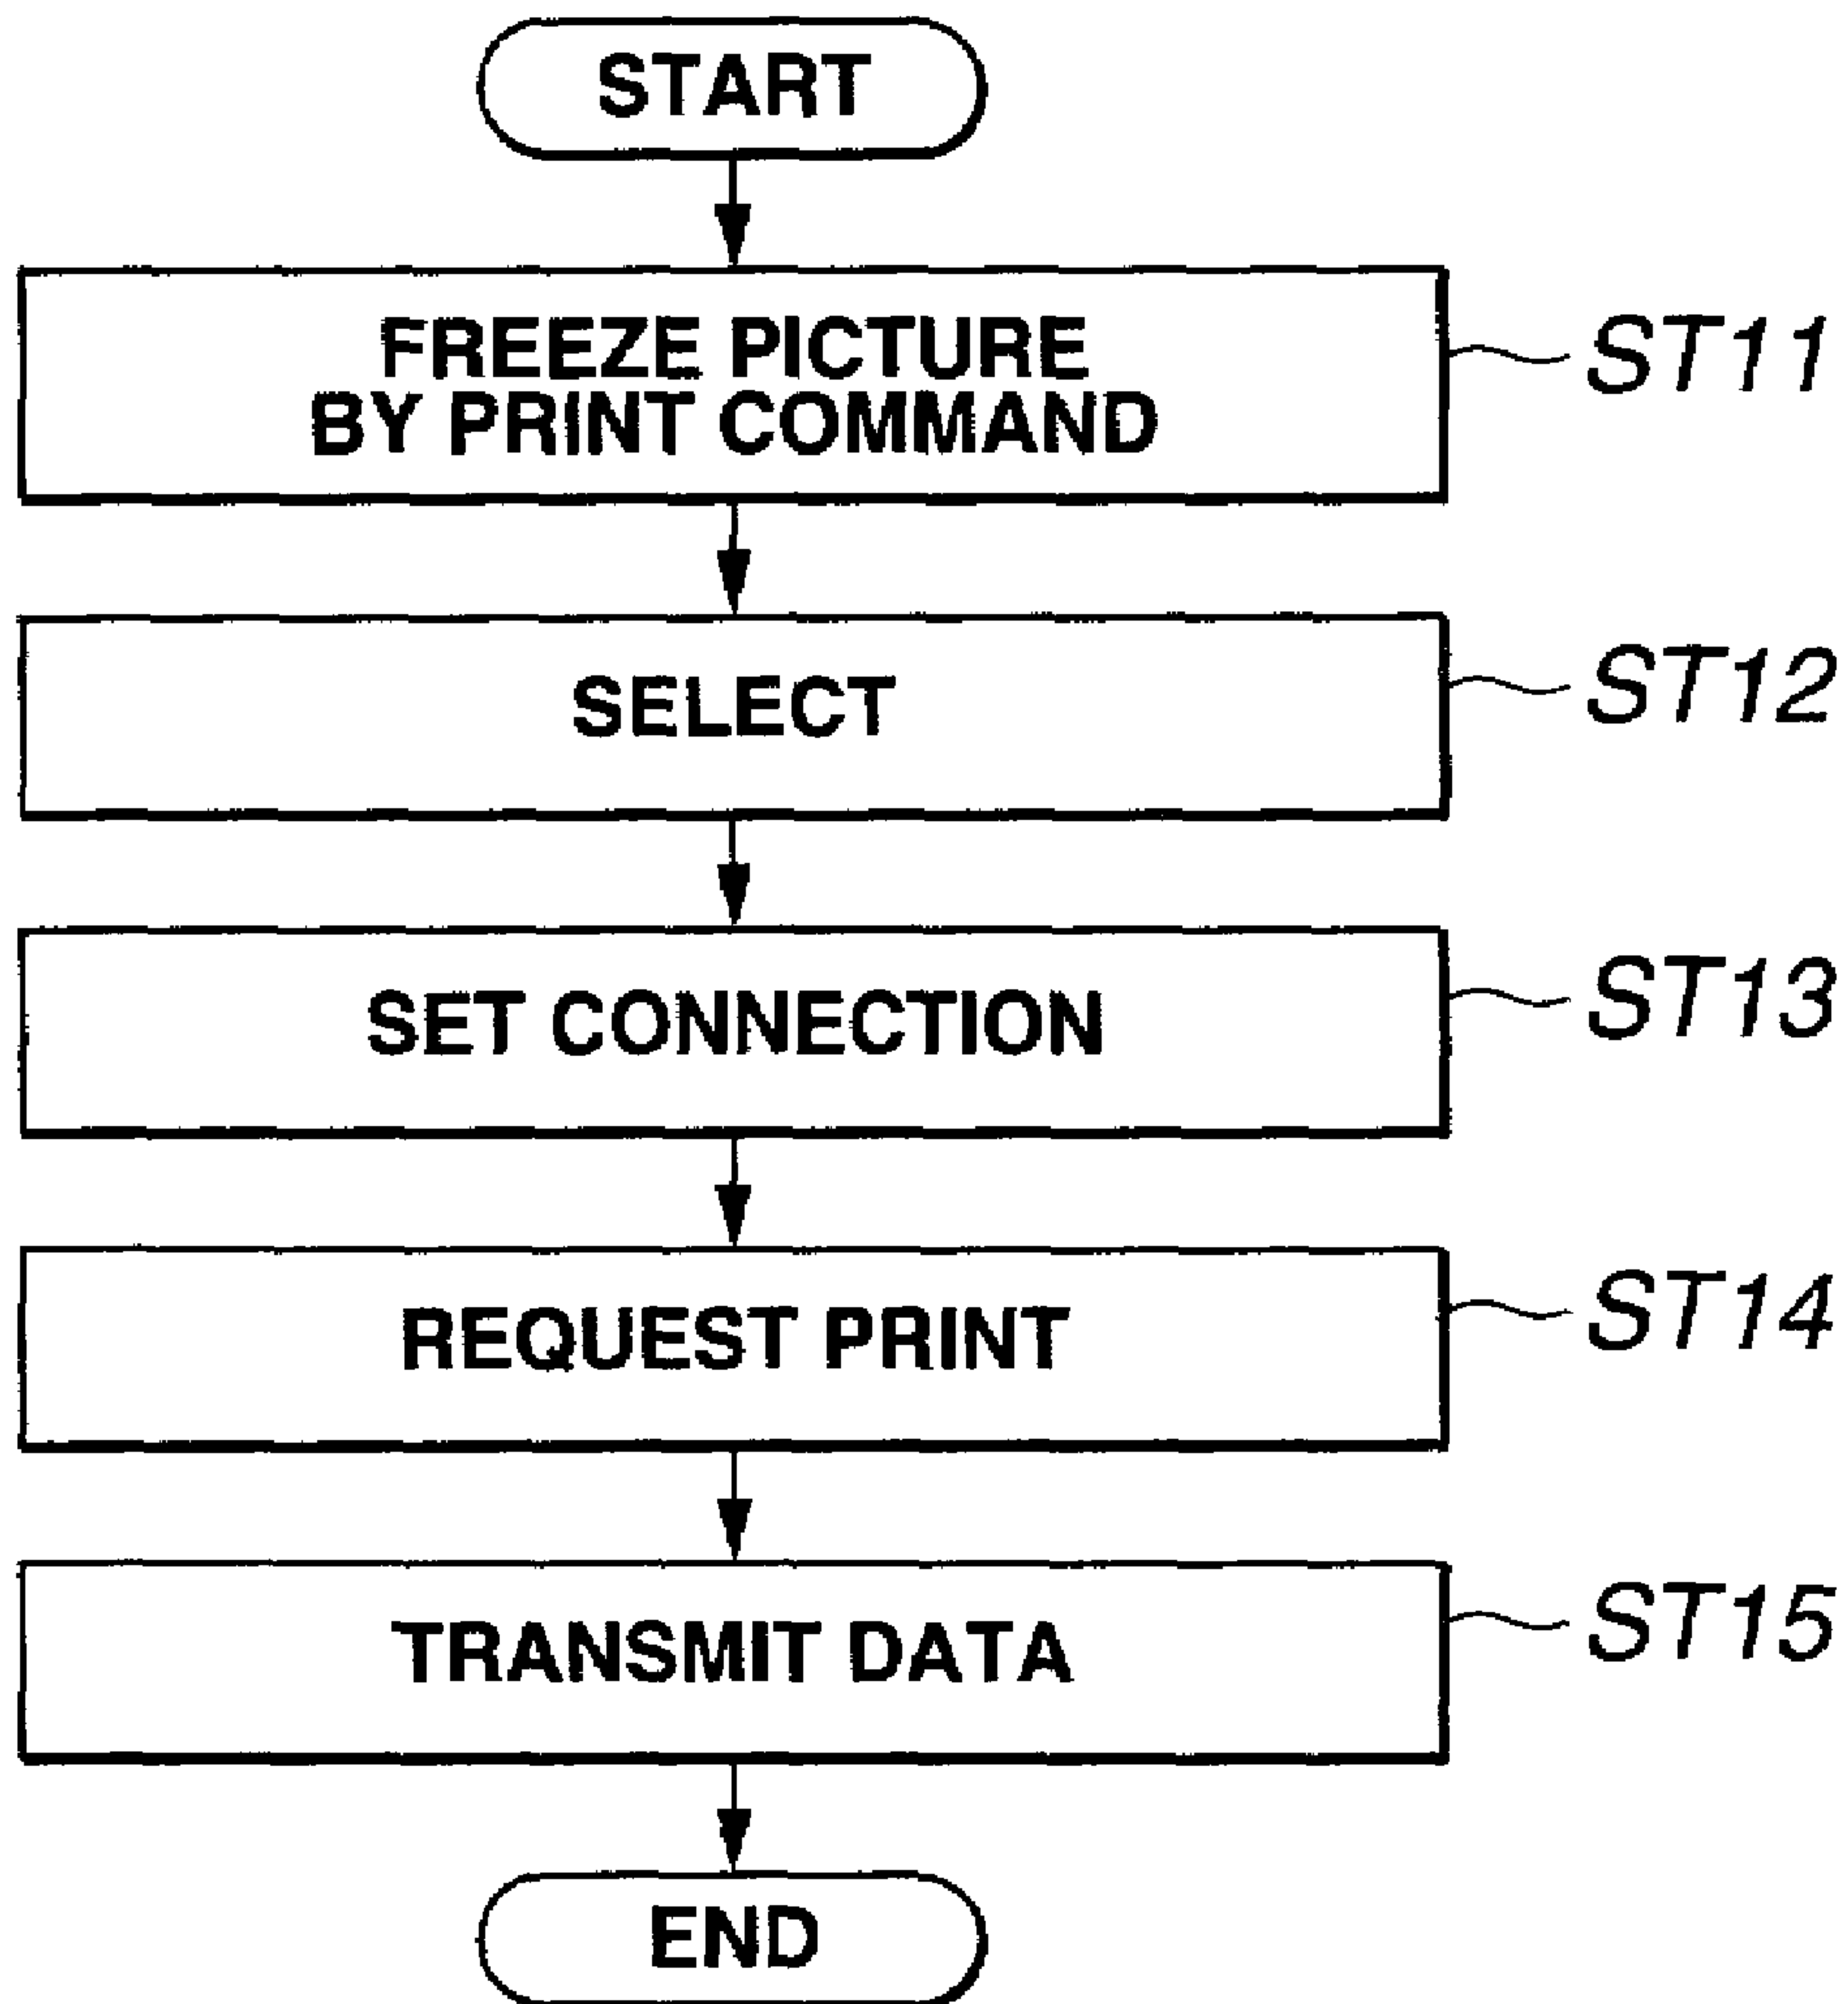 START
FREEZE PICTURE
BY PRINT COMMAND
ST11
SELECT
ST12
SET CONNECTION
ST13
REQUEST PRINT
ST14
TRANSMIT DATA
ST15
END